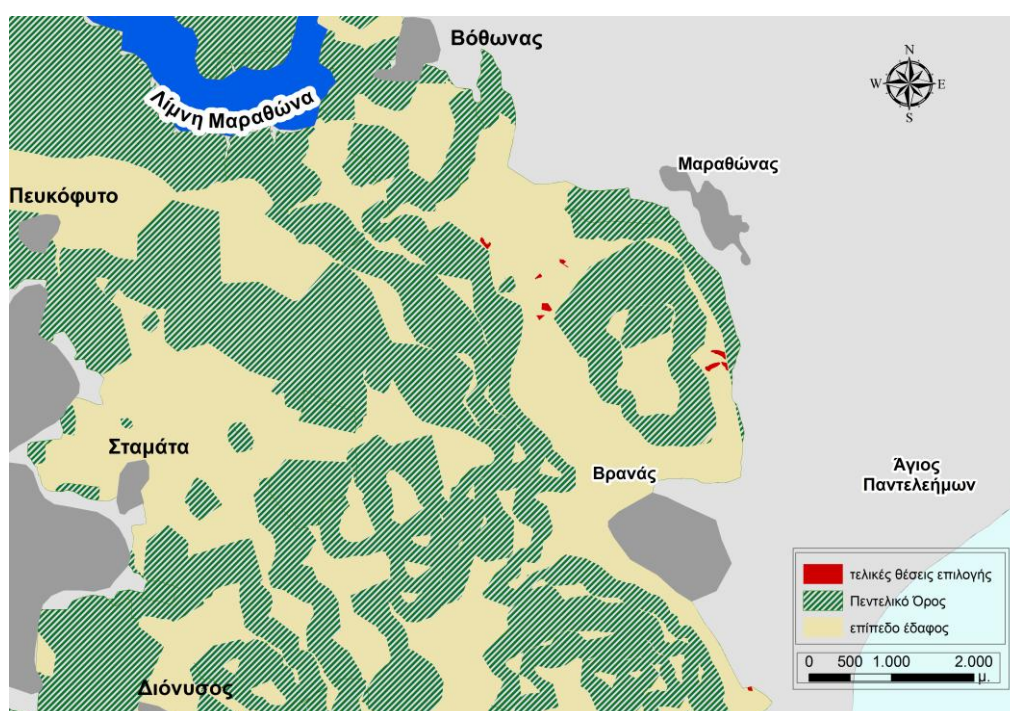 Βόθωνας
N
W E
S
Λίμνη Μαραθώνα
Μαραθώνας
Πευκόφυτο
Σταμάτα
Βρανάς
Άγιος
Παντελεήμων
τελικές θέσεις επιλογής
Πεντελικό Όρος
επίπεδο έδαφος
0 500 1.000 2.000
μ.
Διόνυσος